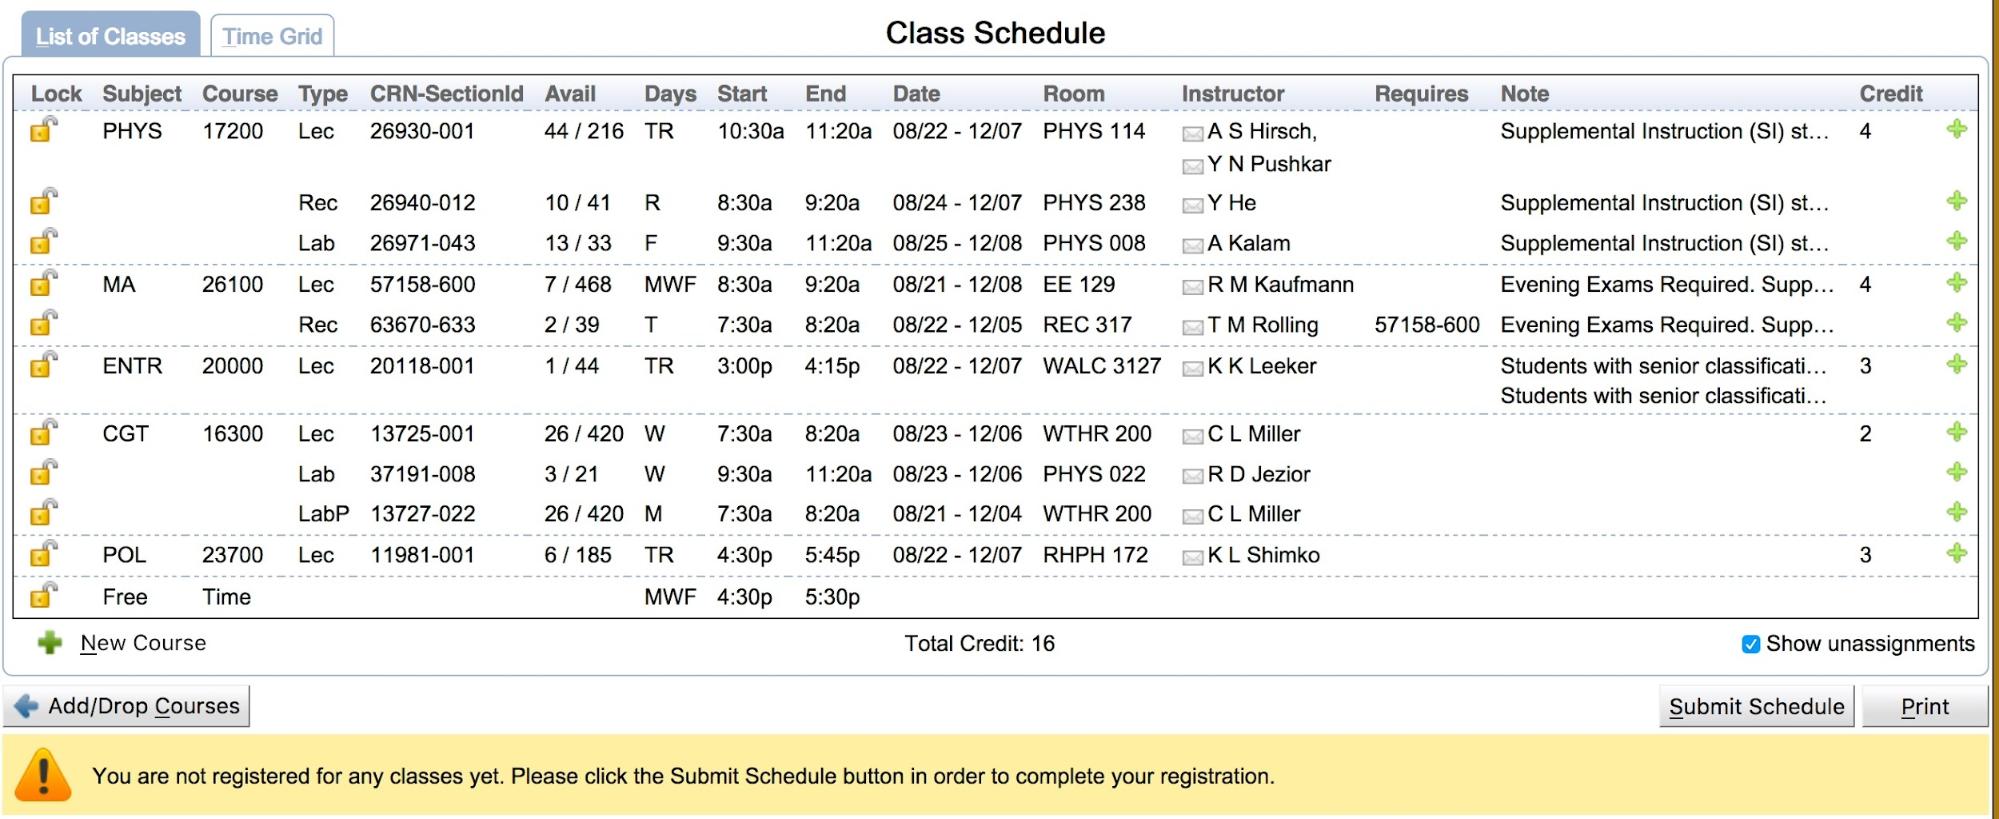 List of Classes Time Grid Class Schedule
Lock Subject Course Type CRN-SectionId Avail Days Start End Date Room Instructor Requires Note Credit
PHYS 17200 Lec 26930-001 44 / 216 TR 10:30a 11:20a 08/22 - 12/07 PHYS 114 A S Hirsch, Supplemental Instruction (SI) st... 4
Y N Pushkar
Rec 26940-012 10 / 41 R 8:30a 9:20a 08/24 - 12/07 PHYS 238 Y He Supplemental Instruction (SI) st...
Lab 26971-043 13 / 33 F 9:30a 11:20a 08/25 - 12/08 PHYS 008 A Kalam Supplemental Instruction (SI) st...
MA 26100 Lec 57158-600 7 / 468 MWF 8:30a 9:20a 08/21 - 12/08 EE 129 R M Kaufmann Evening Exams Required. Supp... 4
Rec 63670-633 2 / 39 T 7:30a 8:20a 08/22 - 12/05 REC 317 T M Rolling 57158-600 Evening Exams Required. Supp...
ENTR 20000 Lec 20118-001 1 / 44 TR 3:00p 4:15p 08/22 - 12/07 WALC 3127 K K Leeker Students with senior classificati... 3
Students with senior classificati...
CGT 16300 Lec 13725-001 26 / 420 W 7:30a 8:20a 08/23 - 12/06 WTHR 200 C L Miller 2
Lab 37191-008 3 / 21 W 9:30a 11:20a 08/23 - 12/06 PHYS 022 R D Jezior
LabP 13727-022 26 / 420 M 7:30a 8:20a 08/21 - 12/04 WTHR 200 C L Miller
POL 23700 Lec 11981-001 6 / 185 TR 4:30p 5:45p 08/22 - 12/07 RHPH 172 K L Shimko 3
Free Time MWF 4:30p 5:30p
New Course Total Credit: 16 Show unassignments
Add/Drop Courses Submit Schedule Print
You are not registered for any classes yet. Please click the Submit Schedule button in order to complete your registration.